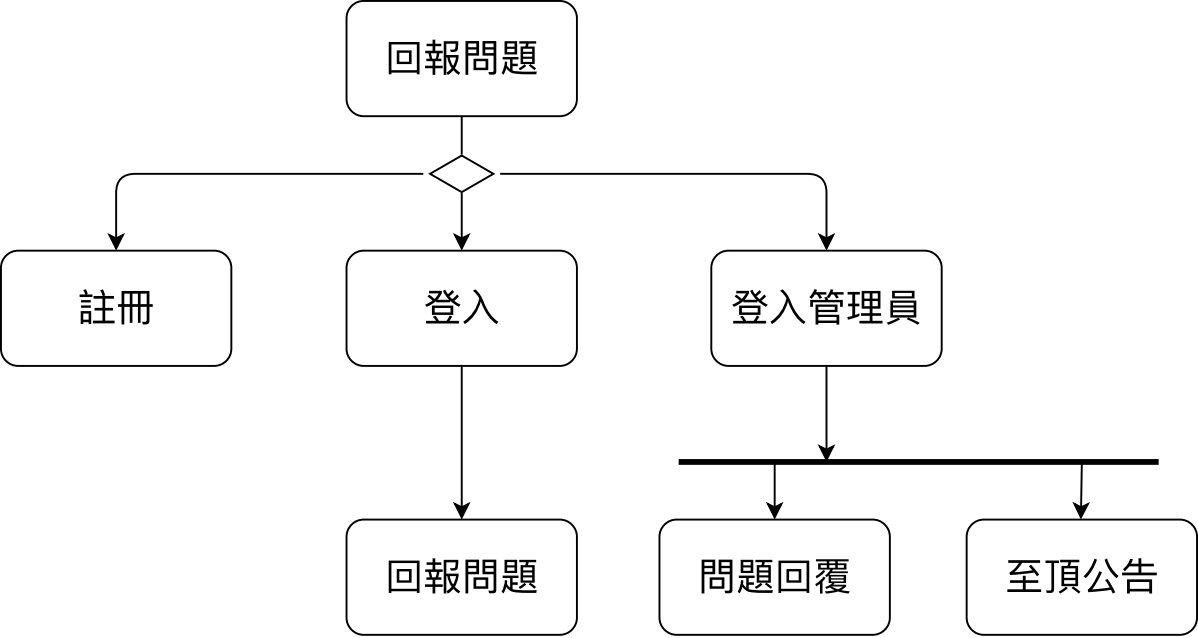 回報問題
註冊
登入
登入管理員
回報問題
問題回覆
至頂公告